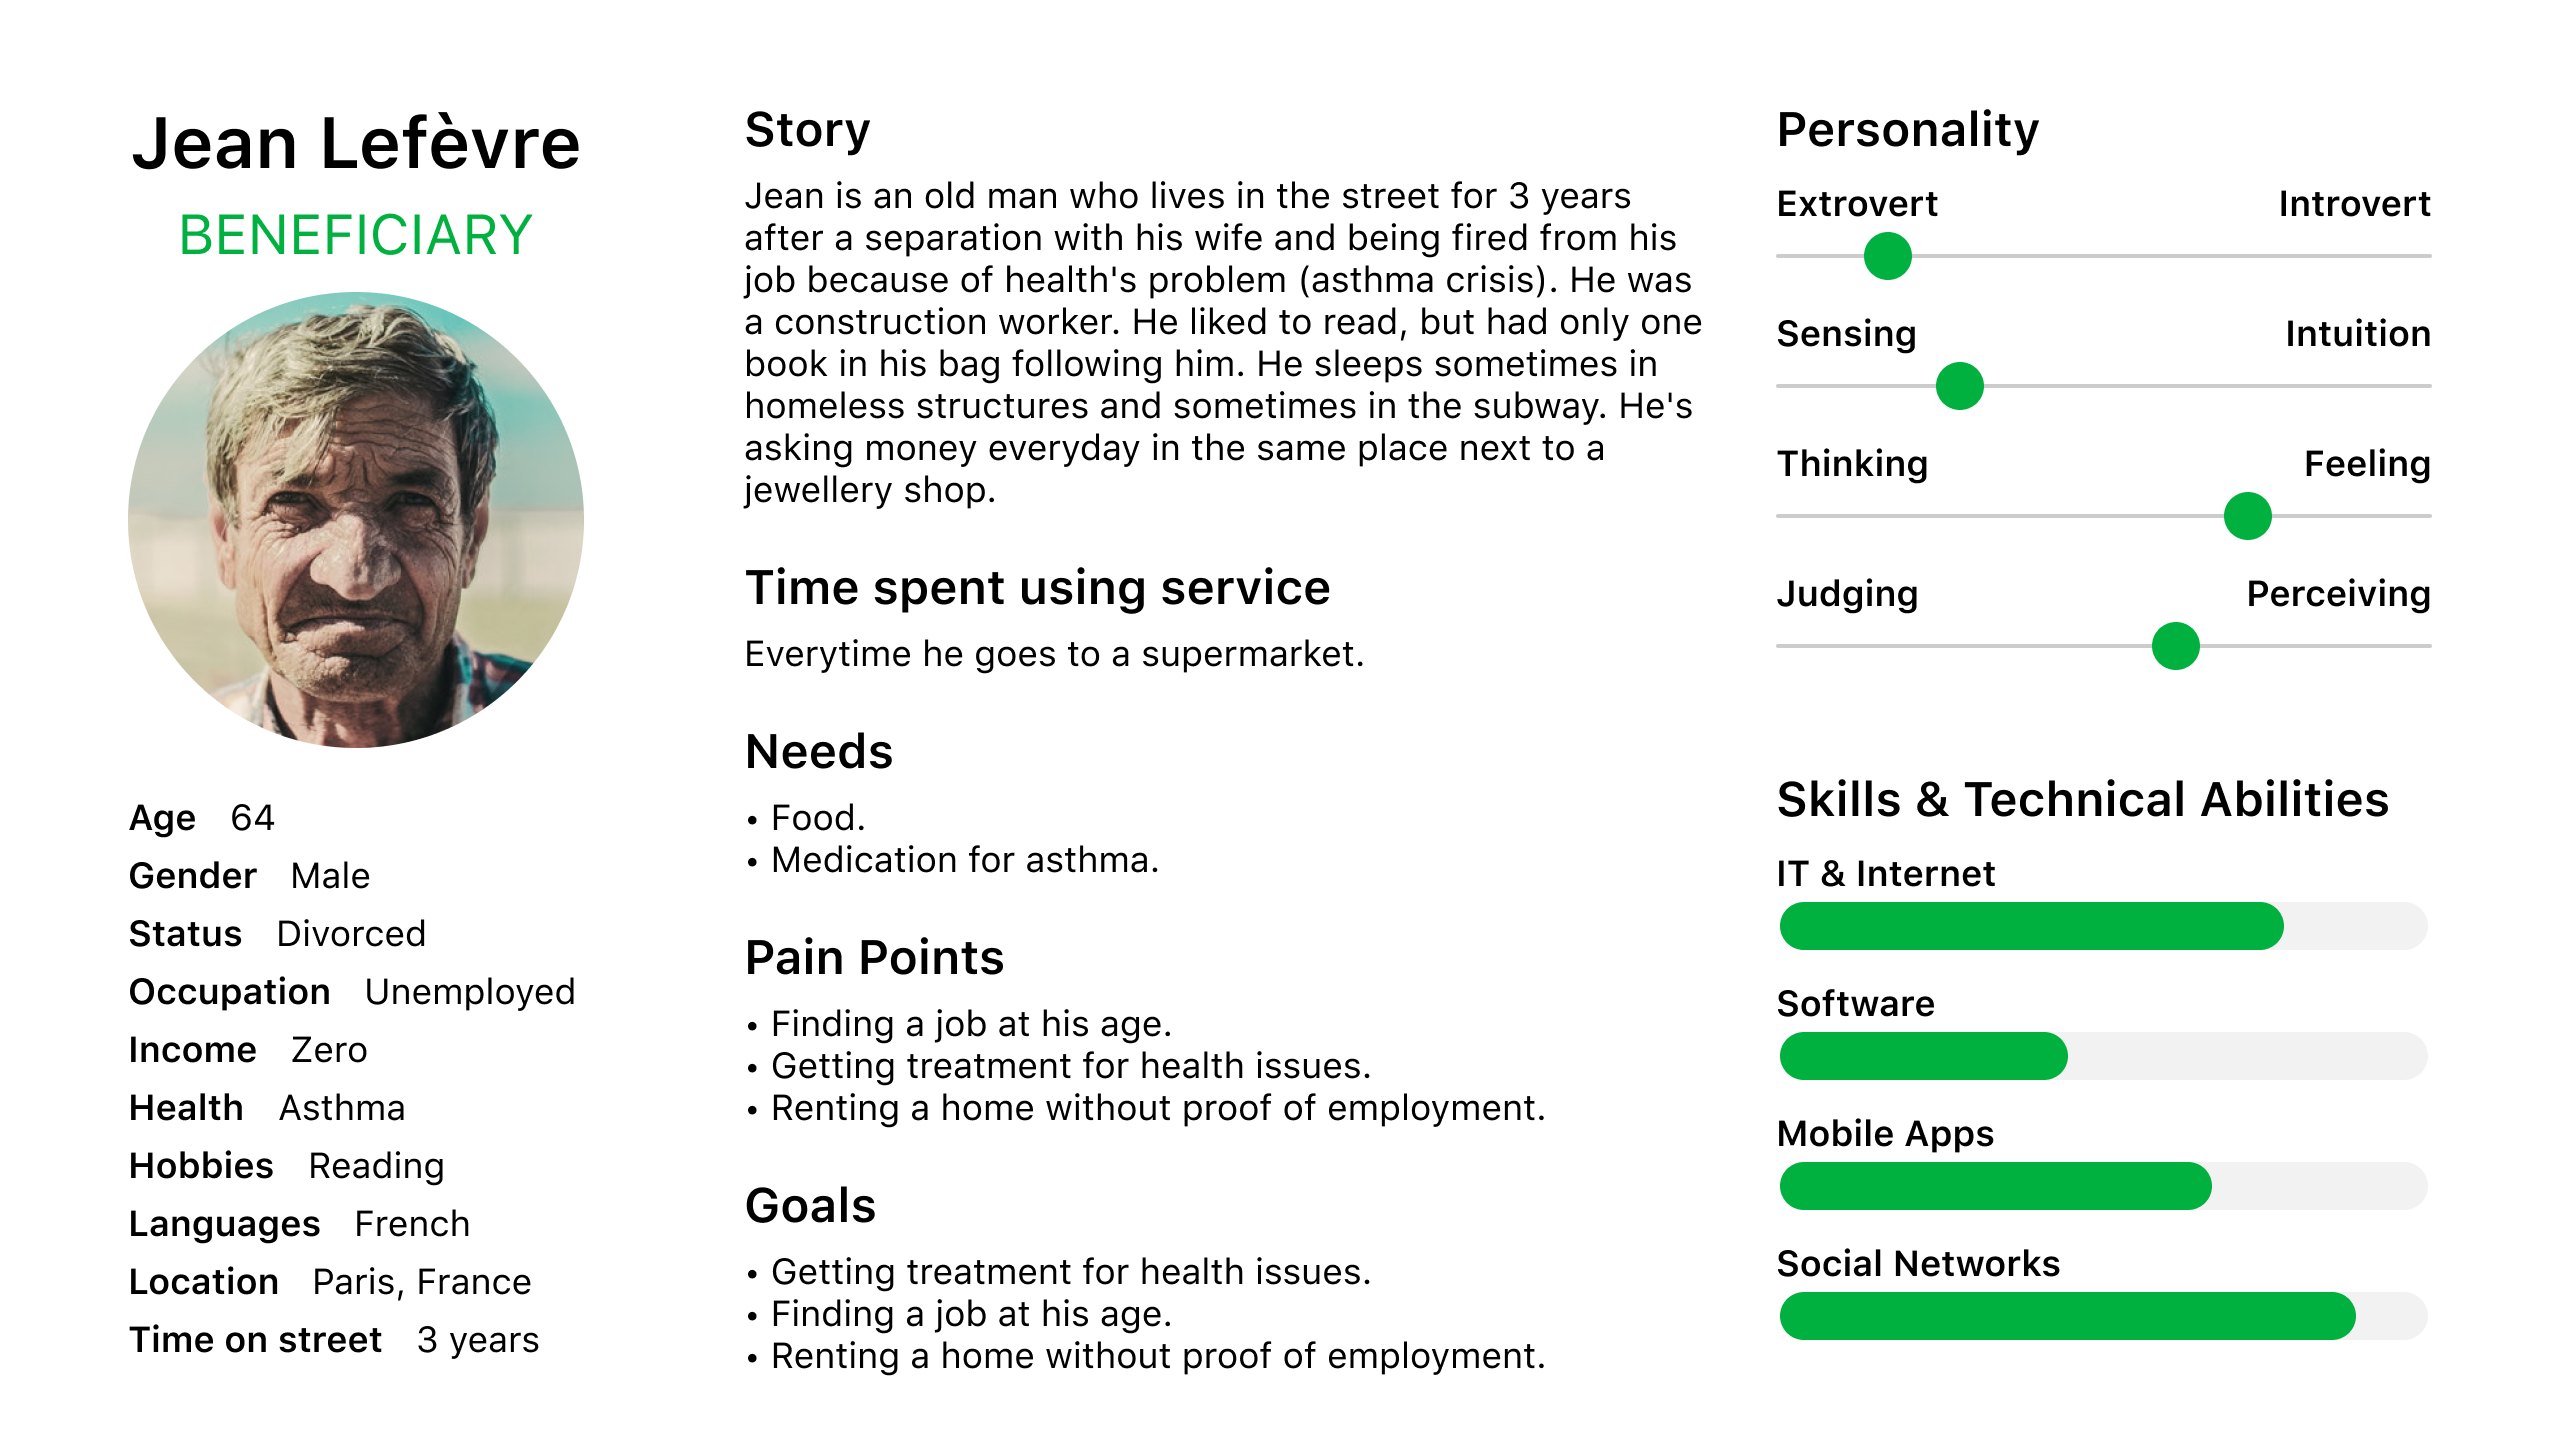 Jean Lefèvre
BENEFICIARY
Age 64
Gender Male
Status Divorced
Occupation Unemployed
Income Zero
Health Asthma
Hobbies Reading
Languages French
Location Paris, France
Time on street 3 years
Story
Jean is an old man who lives in the street for 3 years
after a separation with his wife and being fired from his
job because of health's problem (asthma crisis). He was
a construction worker. He liked to read, but had only one
book in his bag following him. He sleeps sometimes in
homeless structures and sometimes in the subway. He's
asking money everyday in the same place next to a
jewellery shop.
Time spent using service
Everytime he goes to a supermarket.
Needs
• Food.
• Medication for asthma.
Pain Points
• Finding a job at his age.
• Getting treatment for health issues.
• Renting a home without proof of employment.
Goals
• Getting treatment for health issues.
• Finding a job at his age.
• Renting a home without proof of employment.
Personality
Extrovert Introvert
Sensing Intuition
Thinking Feeling
Judging Perceiving
Skills & Technical Abilities
IT & Internet
Software
Mobile Apps
Social Networks